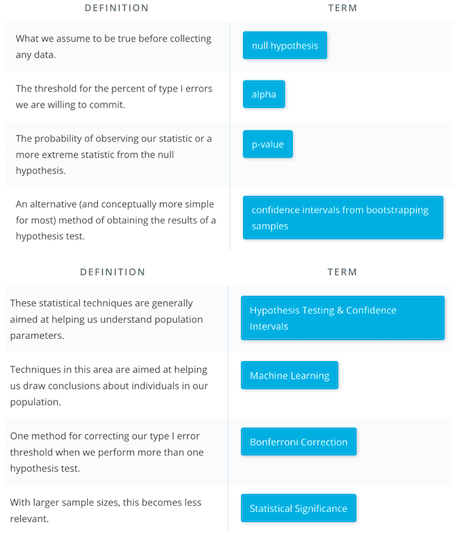 DEFINITION TERM
What we assume to be true before collecting
any data.
null hypothesis
The threshold for the percent of type I errors
we are willing to commit.
alpha
The probability of observing our statistic or a
more extreme statistic from the null
hypothesis.
p-value
An alternative (and conceptually more simple
for most) method of obtaining the results of a
hypothesis test.
confidence intervals from bootstrapping
samples
DEFINITION TERM
These statistical techniques are generally
aimed at helping us understand population
parameters.
Hypothesis Testing & Confidence
Intervals
Techniques in this area are aimed at helping
us draw conclusions about individuals in our
population.
Machine Learning
One method for correcting our type I error
threshold when we perform more than one
hypothesis test.
Bonferroni Correction
With larger sample sizes, this becomes less
relevant.
Statistical Significance